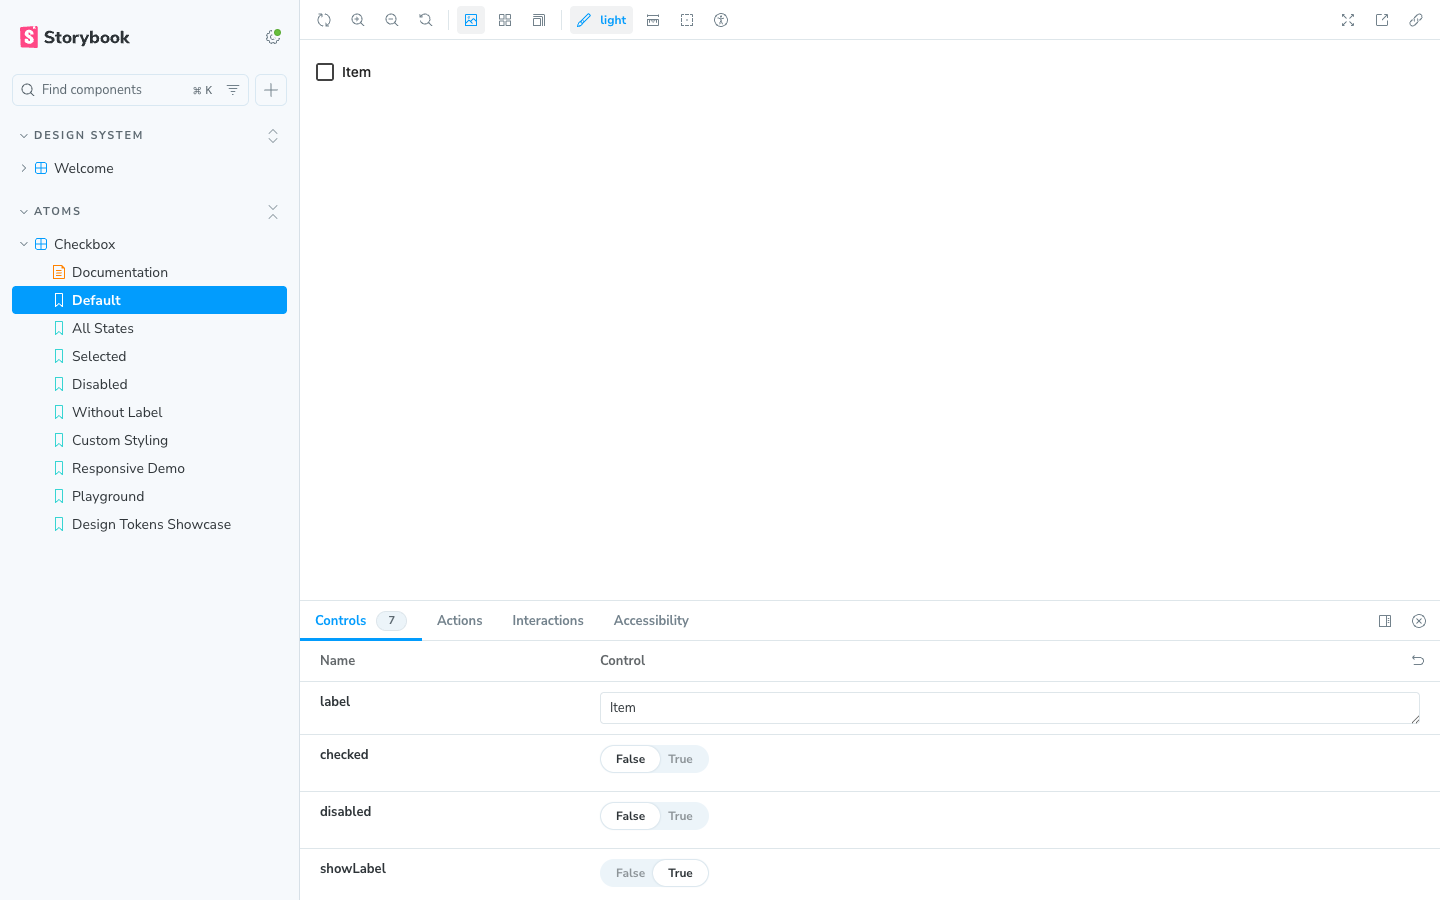 Storybook
Find components
⌘ K
DESIGN SYSTEM
Welcome
ATOMS
Checkbox
Documentation
Default
All States
Selected
Disabled
Without Label
Custom Styling
Responsive Demo
Playground
Design Tokens Showcase
light
Item
Controls 7 Actions Interactions Accessibility
Name Control
label Item
checked False True
disabled False True
showLabel False True